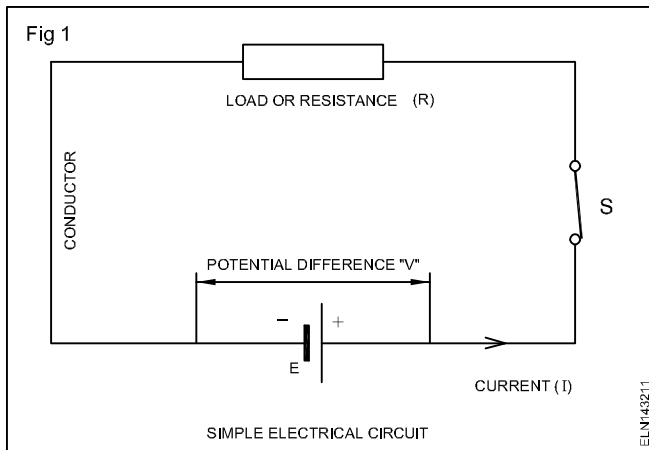 Fig 1
LOAD OR RESISTANCE (R)
CONDUCTOR
S
POTENTIAL DIFFERENCE "V"
– +
E
CURRENT (I)
SIMPLE ELECTRICAL CIRCUIT
ELN143211